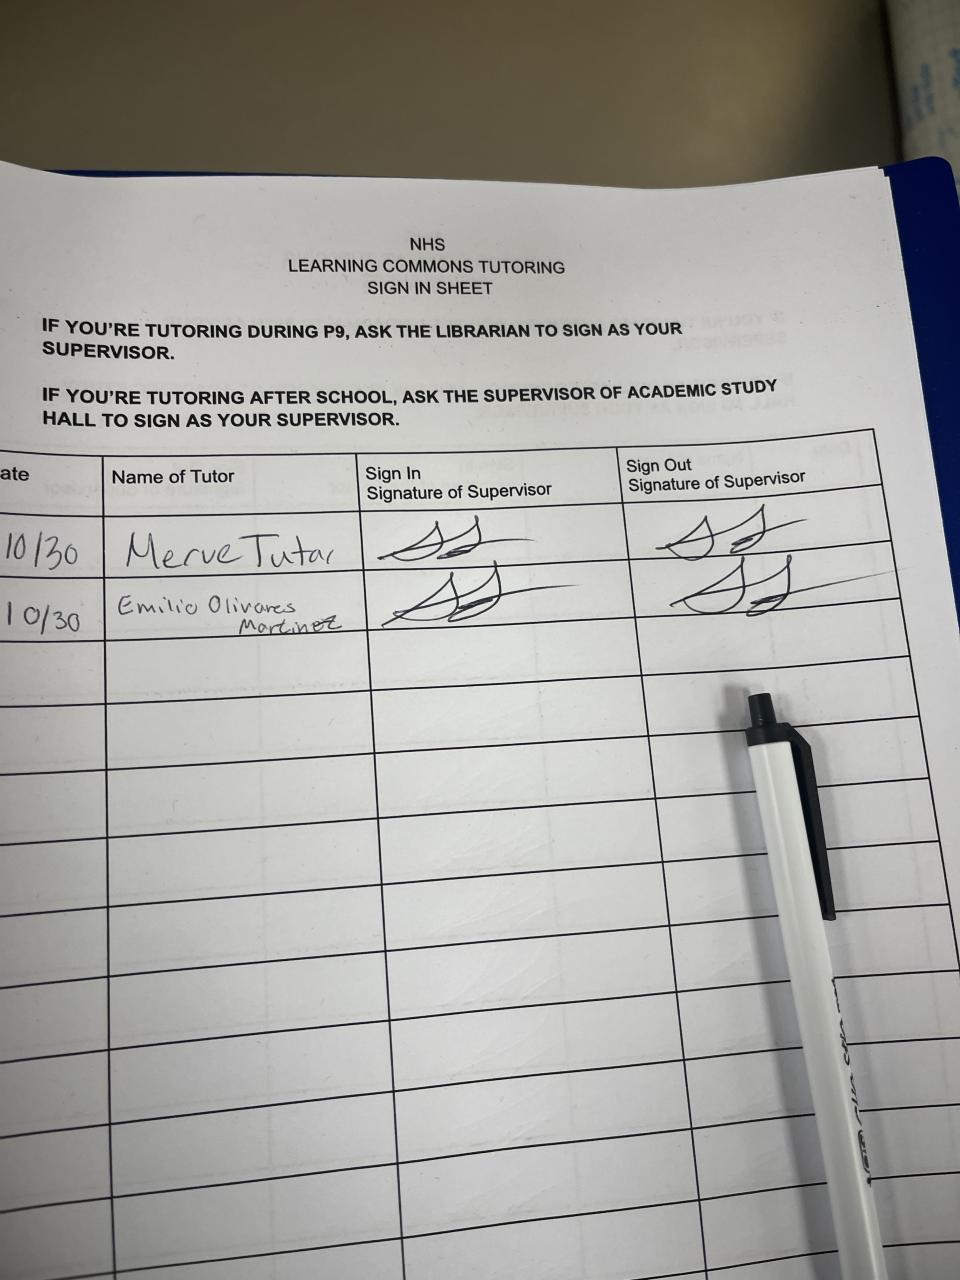 NHS
LEARNING COMMONS TUTORING
SIGN IN SHEET
IF YOU'RE TUTORING DURING P9, ASK THE LIBRARIAN TO SIGN AS YOUR
SUPERVISOR.
IF YOU'RE TUTORING AFTER SCHOOL, ASK THE SUPERVISOR OF ACADEMIC STUDY
HALL TO SIGN AS YOUR SUPERVISOR.
ate Name of Tutor Sign In Sign Out
Signature of Supervisor Signature of Supervisor
10/30 Merve Tutar
10/30 Emilio Olivares
Martinez